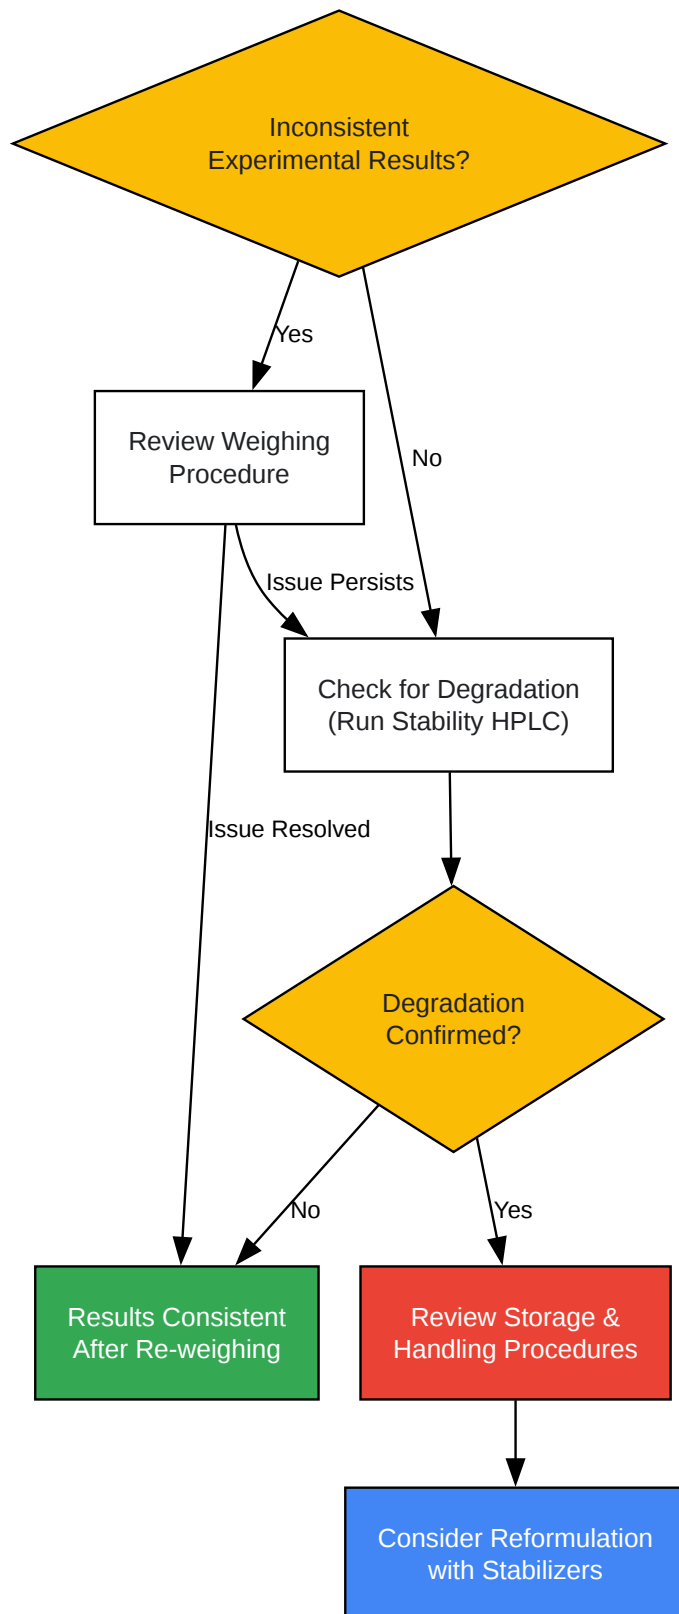 Inconsistent
Experimental Results?
Yes
Review Weighing
Procedure
No
Issue Persists
Check for Degradation
(Run Stability HPLC)
Issue Resolved
Degradation
Confirmed?
No
Yes
Results Consistent
After Re-weighing
Review Storage &
Handling Procedures
Consider Reformulation
with Stabilizers